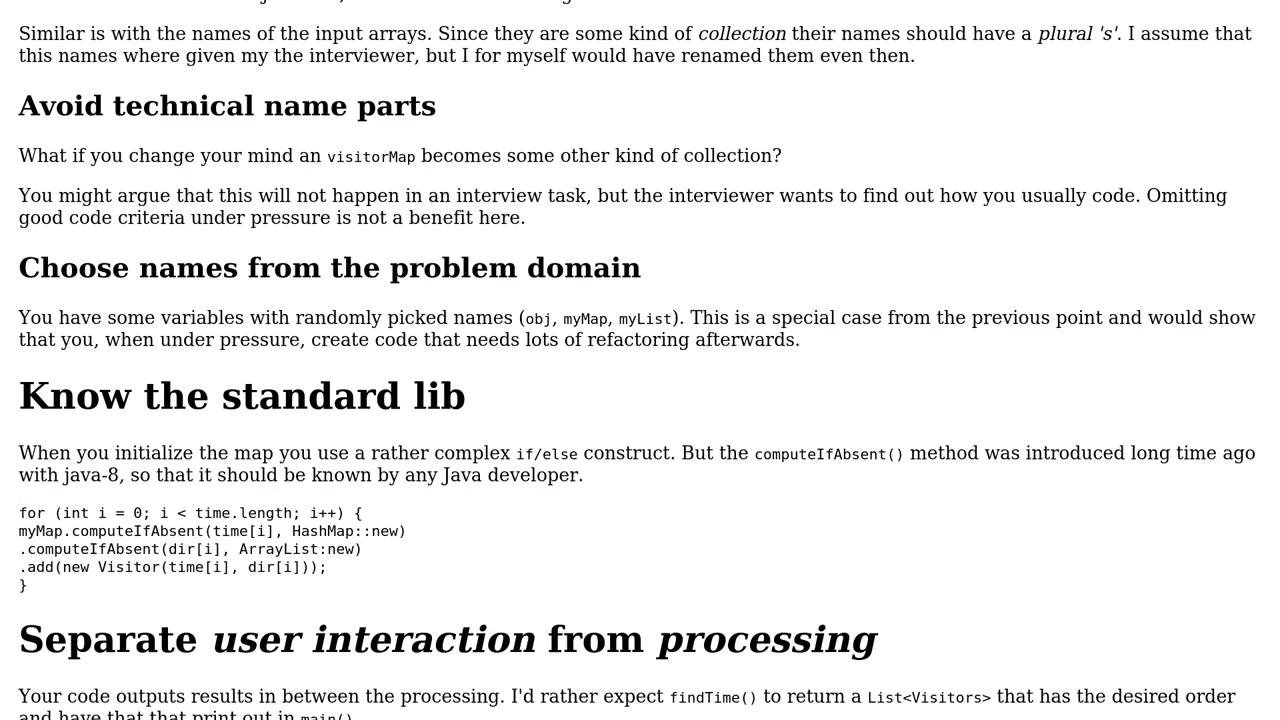 Similar is with the names of the input arrays. Since they are some kind of collection their names should have a plural 's'. I assume that
this names where given my the interviewer, but I for myself would have renamed them even then.
Avoid technical name parts
What if you change your mind an visitorMap becomes some other kind of collection?
You might argue that this will not happen in an interview task, but the interviewer wants to find out how you usually code. Omitting
good code criteria under pressure is not a benefit here.
Choose names from the problem domain
You have some variables with randomly picked names (obj, myMap, myList). This is a special case from the previous point and would show
that you, when under pressure, create code that needs lots of refactoring afterwards.
Know the standard lib
When you initialize the map you use a rather complex if/else construct. But the computeIfAbsent() method was introduced long time ago
with java-8, so that it should be known by any Java developer.
for (int i = 0; i < time.length; i++) {
myMap.computeIfAbsent(time[i], HashMap::new)
.computeIfAbsent(dir[i], ArrayList:new)
.add(new Visitor(time[i], dir[i]));
}
Separate user interaction from processing
Your code outputs results in between the processing. I'd rather expect findTime() to return a List<Visitors> that has the desired order
and have that that print out in main().